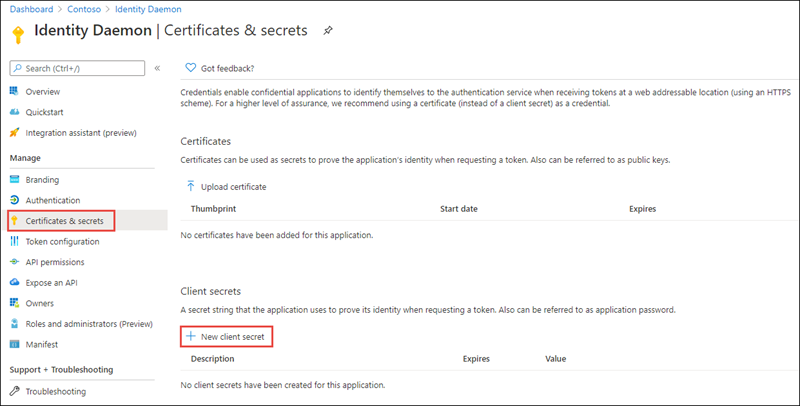 Dashboard > Contoso > Identity Daemon
Identity Daemon | Certificates & secrets
Search (Ctrl+/)
«
Overview
Quickstart
Integration assistant (preview)
Manage
Branding
Authentication
Certificates & secrets
Token configuration
API permissions
Expose an API
Owners
Roles and administrators (Preview)
Manifest
Support + Troubleshooting
Troubleshooting
Got feedback?
Credentials enable confidential applications to identify themselves to the authentication service when receiving tokens at a web addressable location (using an HTTPS
scheme). For a higher level of assurance, we recommend using a certificate (instead of a client secret) as a credential.
Certificates
Certificates can be used as secrets to prove the application's identity when requesting a token. Also can be referred to as public keys.
Upload certificate
Thumbprint Start date Expires
No certificates have been added for this application.
Client secrets
A secret string that the application uses to prove its identity when requesting a token. Also can be referred to as application password.
+ New client secret
Description Expires Value
No client secrets have been created for this application.